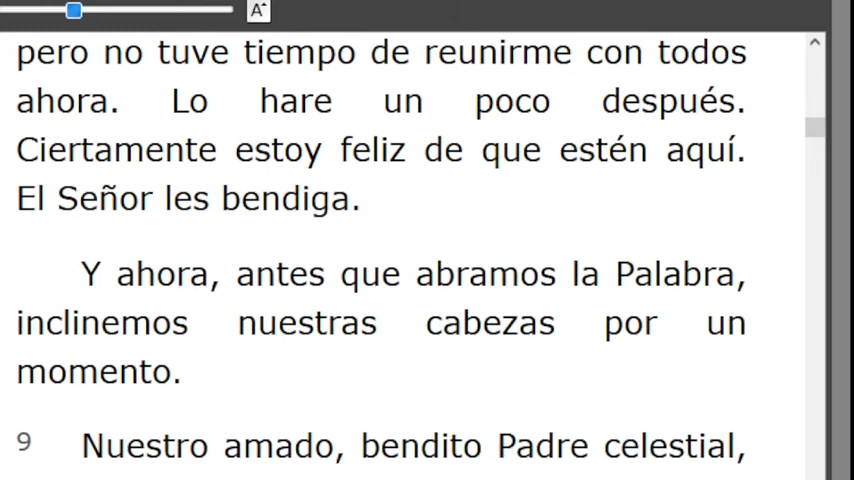 A
pero no tuve tiempo de reunirme con todos
ahora. Lo hare un poco después.
Ciertamente estoy feliz de que estén aquí.
El Señor les bendiga.
Y ahora, antes que abramos la Palabra,
inclinemos nuestras cabezas por un
momento.
9 Nuestro amado, bendito Padre celestial,